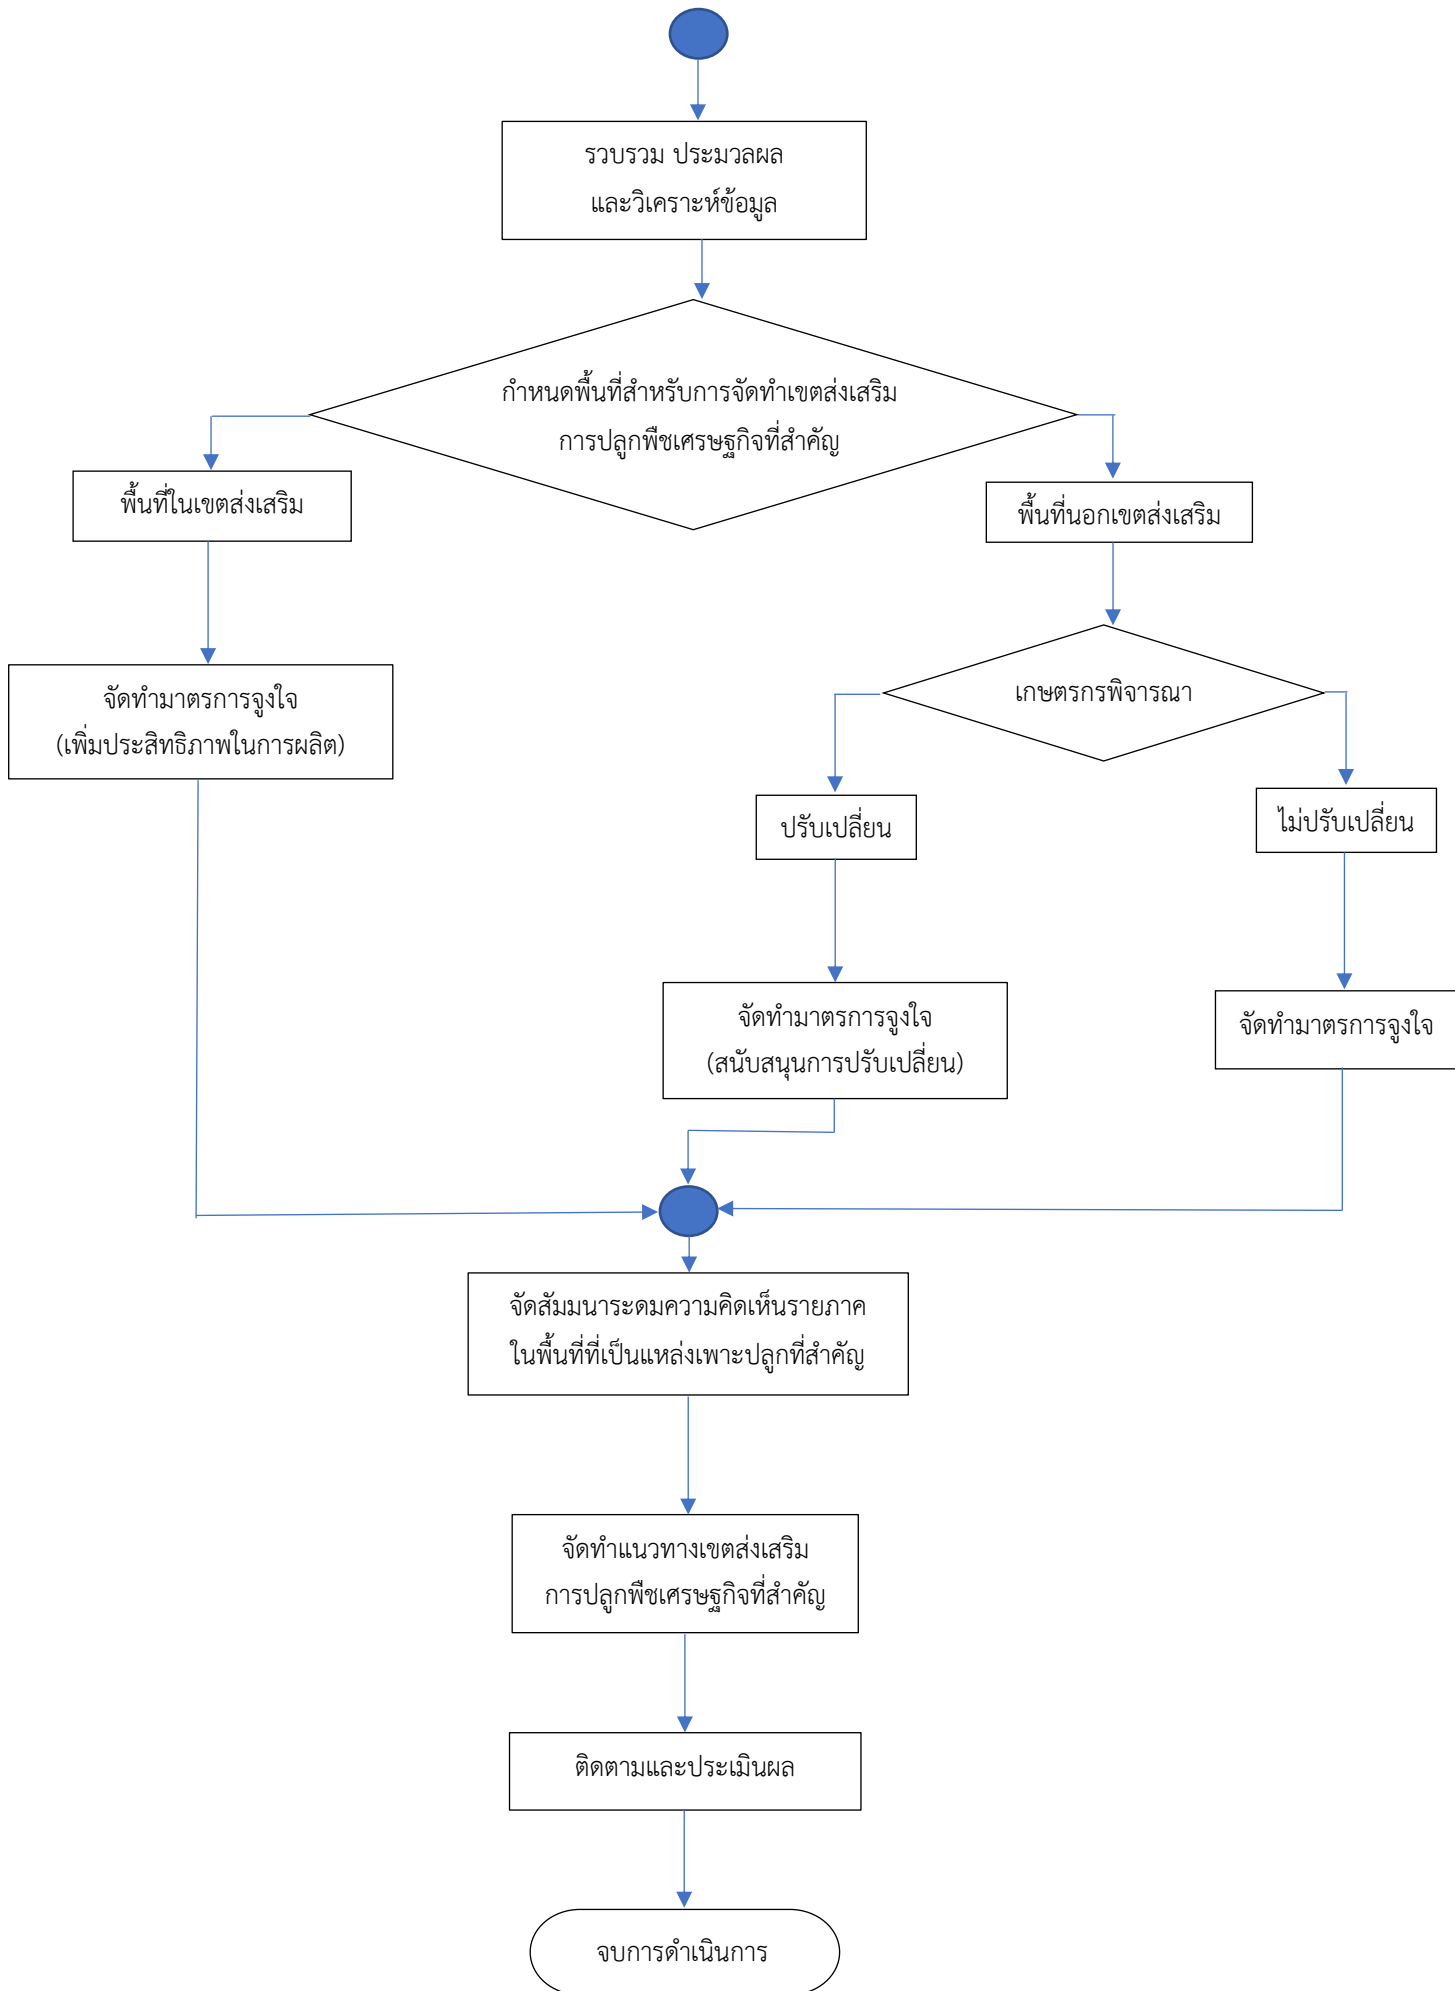 รวบรวม ประมวลผล
และวิเคราะห์ข้อมูล
กำหนดพื้นที่สำหรับการจัดทำเขตส่งเสริม
การปลูกพืชเศรษฐกิจที่สำคัญ
พื้นที่ในเขตส่งเสริม
พื้นที่นอกเขตส่งเสริม
จัดทำมาตรการจูงใจ
(เพิ่มประสิทธิภาพในการผลิต)
เกษตรกรพิจารณา
ปรับเปลี่ยน
ไม่ปรับเปลี่ยน
จัดทำมาตรการจูงใจ
(สนับสนุนการปรับเปลี่ยน)
จัดทำมาตรการจูงใจ
จัดสัมมนาระดมความคิดเห็นรายภาค
ในพื้นที่ที่เป็นแหล่งเพาะปลูกที่สำคัญ
จัดทำแนวทางเขตส่งเสริม
การปลูกพืชเศรษฐกิจที่สำคัญ
ติดตามและประเมินผล
จบการดำเนินการ